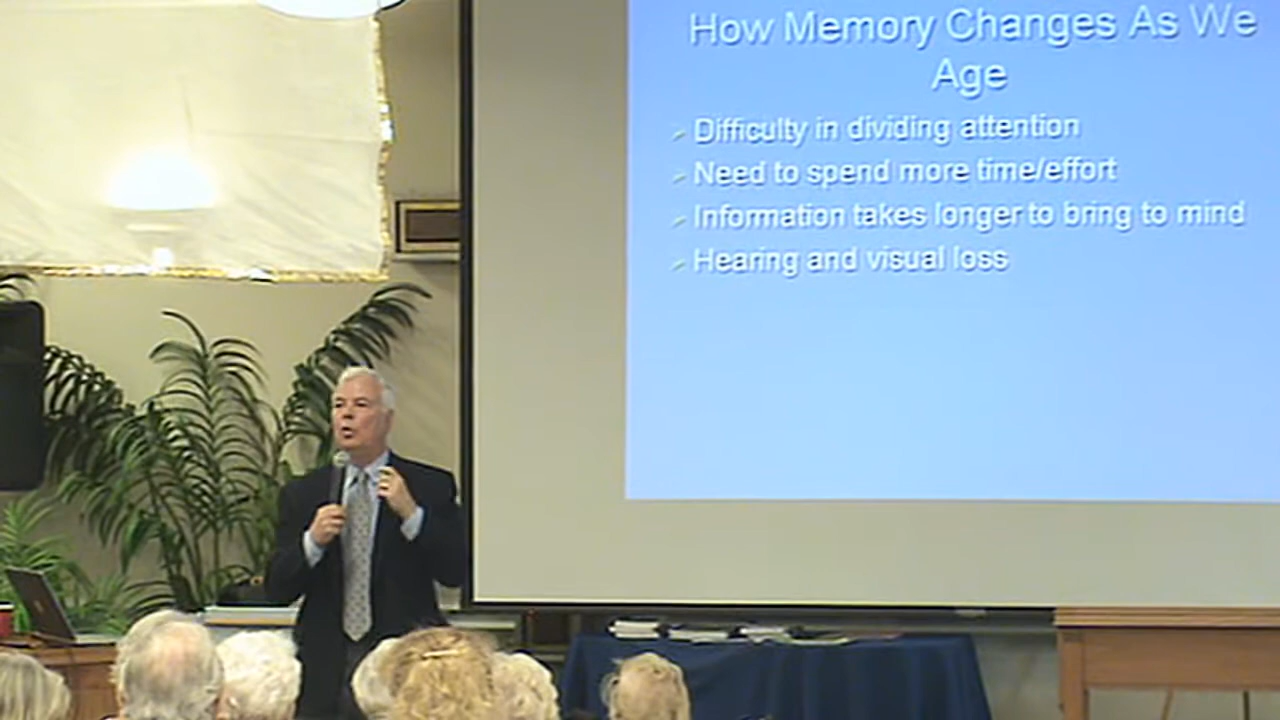 How Memory Changes As We
Age
Difficulty in dividing attention
Need to spend more time/effort
Information takes longer to bring to mind
Hearing and visual loss